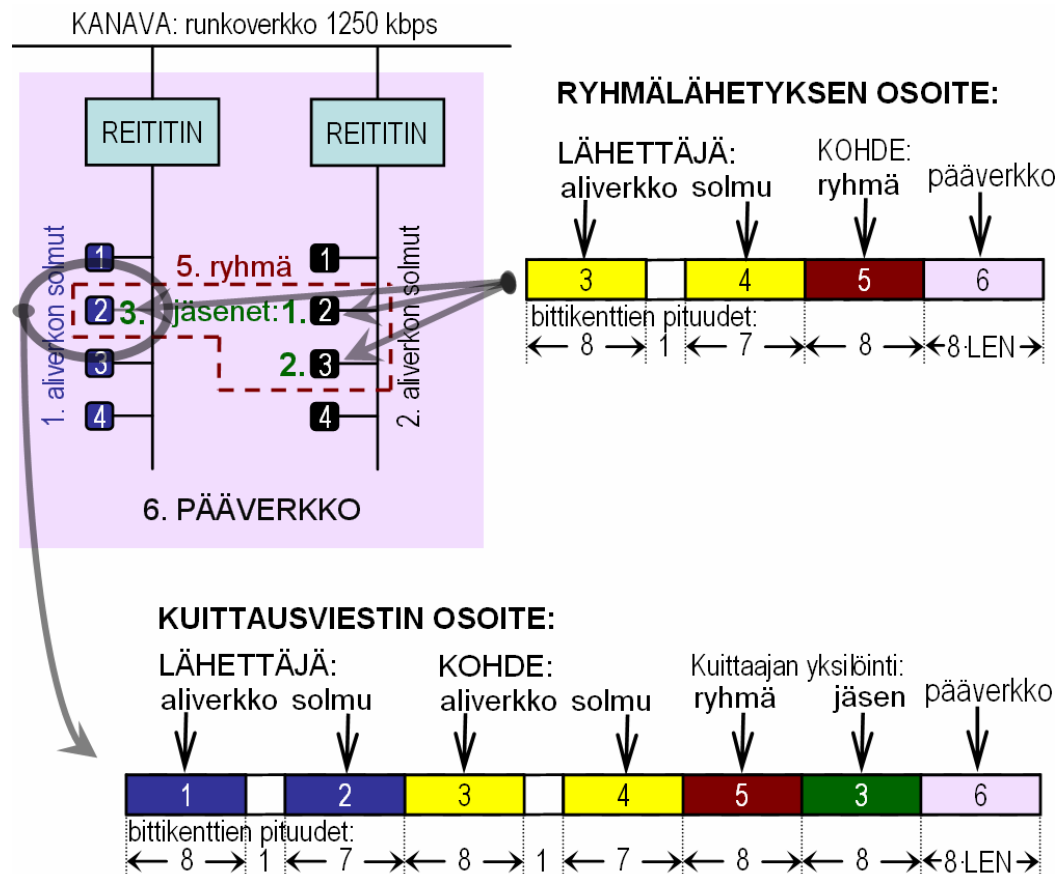 KANAVA: runkoverkko 1250 kbps
REITITIN
REITITIN
1. aliverkon solmut
1
2
3
4
5. ryhmä
3. jäsenet: 1.
2.
1
2
3
4
2. aliverkon solmut
6. PÄÄVERKKO
RYHMÄLÄHETYKSEN OSOITE:
LÄHETTÄJÄ:
aliverkko solmu
KOHDE:
ryhmä
pääverkko
3 4 5 6
bittikenttien pituudet:
8 1 7 8 8·LEN
KUITTAUSVIESTIN OSOITE:
LÄHETTÄJÄ:
aliverkko solmu
KOHDE:
aliverkko solmu
Kuittaajan yksilöinti:
ryhmä jäsen
pääverkko
1 2 3 4 5 3 6
bittikenttien pituudet:
8 1 7 8 1 7 8 8 8·LEN